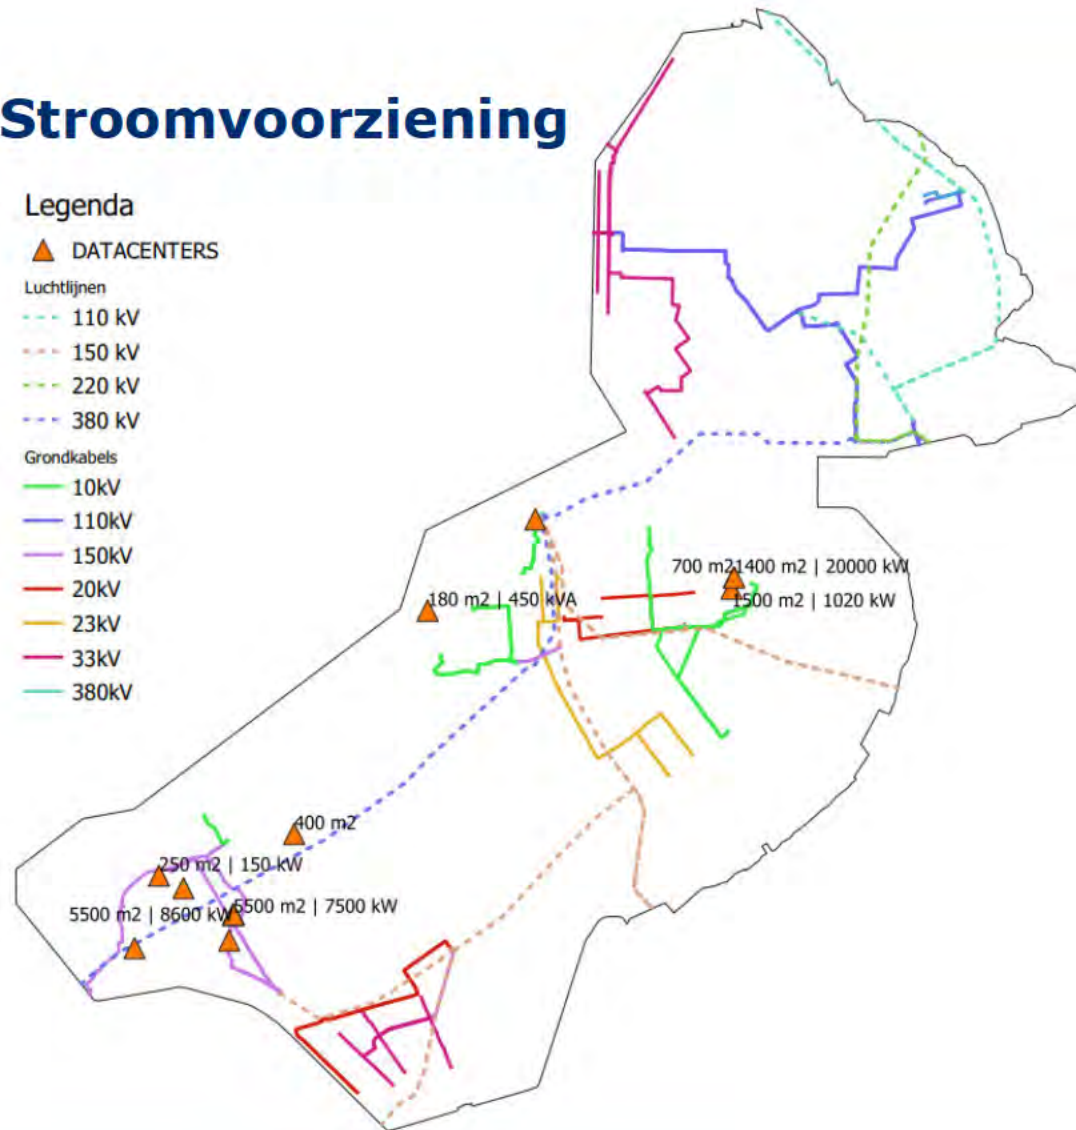 Stroomvoorziening
Legenda
DATACENTERS
Luchtlijnen
110 kV
150 kV
220 kV
380 kV
Grondkabels
10kV
110kV
150kV
20kV
23kV
33kV
380kV
700 m2
1400 m2 | 20000 kW
180 m2 | 450 kVA
1500 m2 | 1020 kW
400 m2
250 m2 | 150 kW
5500 m2 | 8600 kW
5500 m2 | 7500 kW